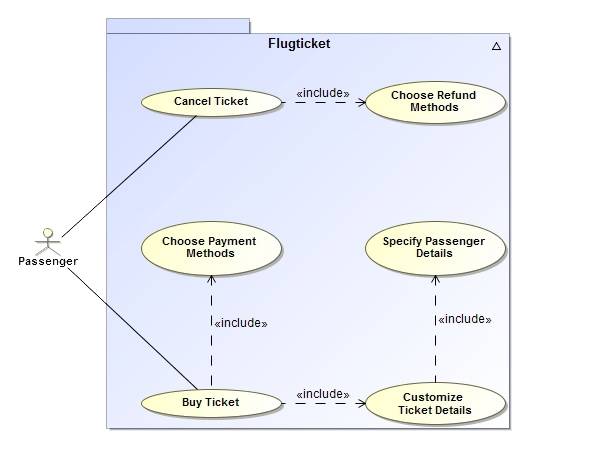 Flugticket
Cancel Ticket
«include»
Choose Refund
Methods
Passenger
Choose Payment
Methods
Specify Passenger
Details
«include»
«include»
Buy Ticket
«include»
Customize
Ticket Details